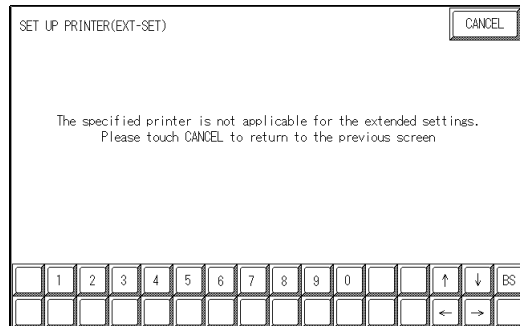 SET UP PRINTER(EXT-SET)
CANCEL
The specified printer is not applicable for the extended settings.
Please touch CANCEL to return to the previous screen
1 2 3 4 5 6 7 8 9 0 ↑ ↓ BS
← →